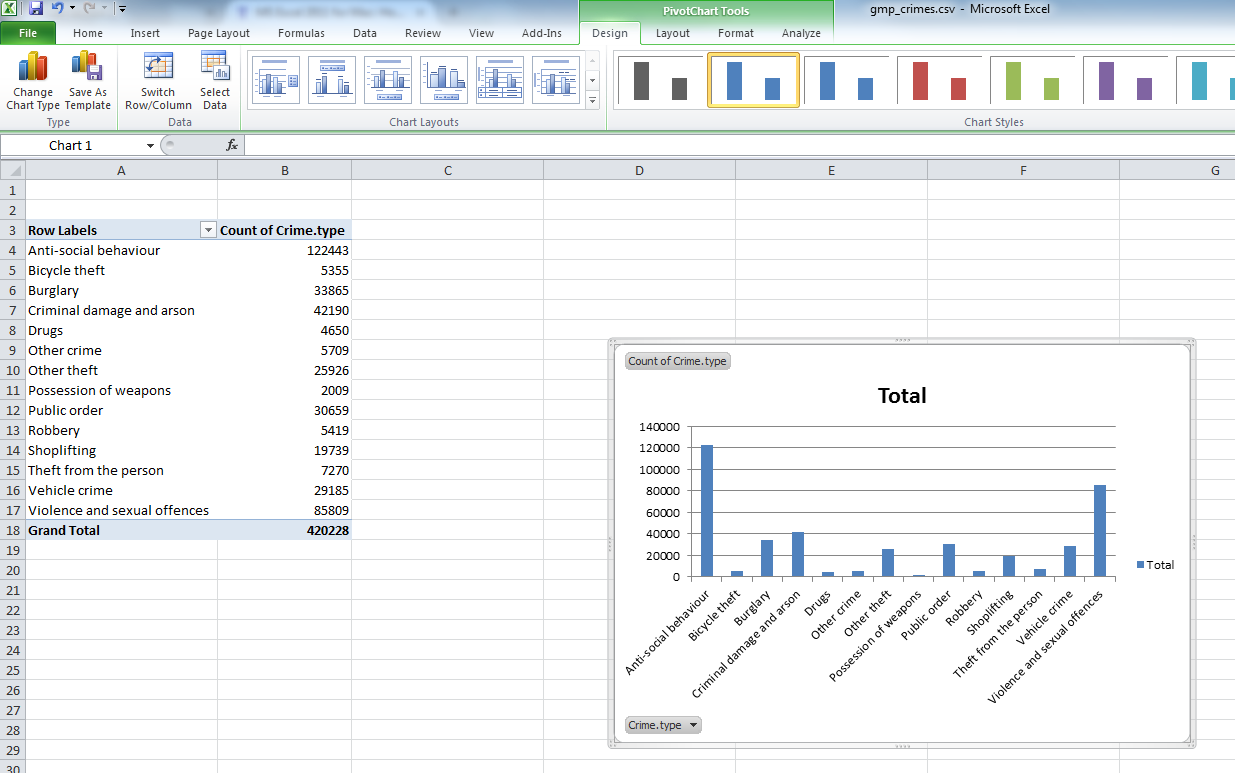 PivotChart Tools
gmp_crimes.csv - Microsoft Excel
File Home Insert Page Layout Formulas Data Review View Add-Ins Design Layout Format Analyze
Change Chart Type
Save As Template
Switch Row/Column
Select Data
Type Data Chart Layouts Chart Styles
Chart 1 fx
A B C D E F G
1
2
3 Row Labels Count of Crime.type
4 Anti-social behaviour 122443
5 Bicycle theft 5355
6 Burglary 33865
7 Criminal damage and arson 42190
8 Drugs 4650
9 Other crime 5709
10 Other theft 25926
11 Possession of weapons 2009
12 Public order 30659
13 Robbery 5419
14 Shoplifting 19739
15 Theft from the person 7270
16 Vehicle crime 29185
17 Violence and sexual offences 85809
18 Grand Total 420228
19
20
21
22
23
24
25
26
27
28
29
30
Count of Crime.type
Total
140000
120000
100000
80000
60000
40000
20000
0
Total
Anti-social behaviour
Bicycle theft
Burglary
Criminal damage and arson
Drugs
Other crime
Other theft
Possession of weapons
Public order
Robbery
Shoplifting
Theft from the person
Vehicle crime
Violence and sexual offences
Crime.type